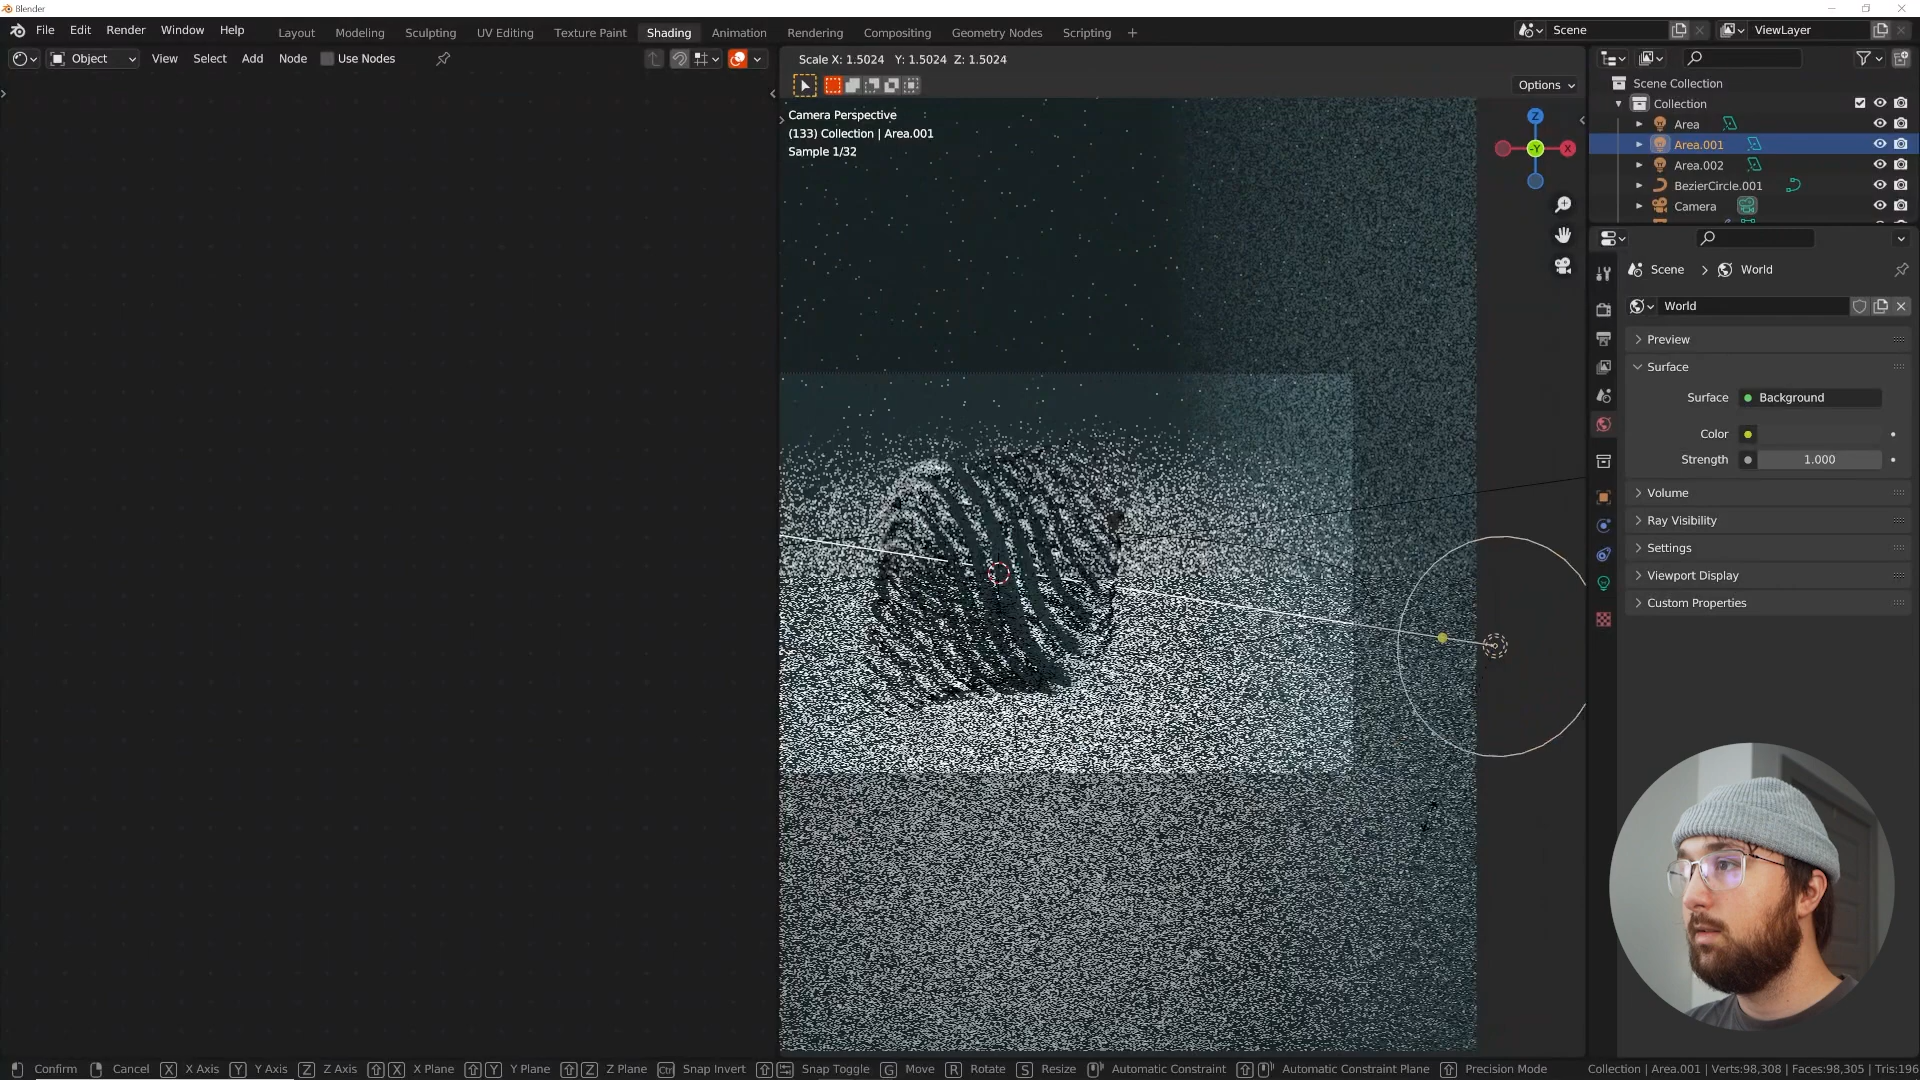 Blender
File Edit Render Window Help Layout Modeling Sculpting UV Editing Texture Paint Shading Animation Rendering Compositing Geometry Nodes Scripting + Scene ViewLayer
Object View Select Add Node Use Nodes
Scale X: 1.5024 Y: 1.5024 Z: 1.5024
Options
Camera Perspective
(133) Collection | Area.001
Sample 1/32
Z
-Y
X
Scene Collection
Collection
Area
Area.001
Area.002
BezierCircle.001
Camera
Scene > World
World
Preview
Surface
Surface Background
Color
Strength 1.000
Volume
Ray Visibility
Settings
Viewport Display
Custom Properties
Confirm Cancel X X Axis Y Y Axis Z Z Axis X X Plane Y Y Plane Z Z Plane Ctrl Snap Invert Snap Toggle G Move R Rotate S Resize Automatic Constraint Automatic Constraint Plane Precision Mode Collection | Area.001 | Verts:98,308 | Faces:98,305 | Tris:196